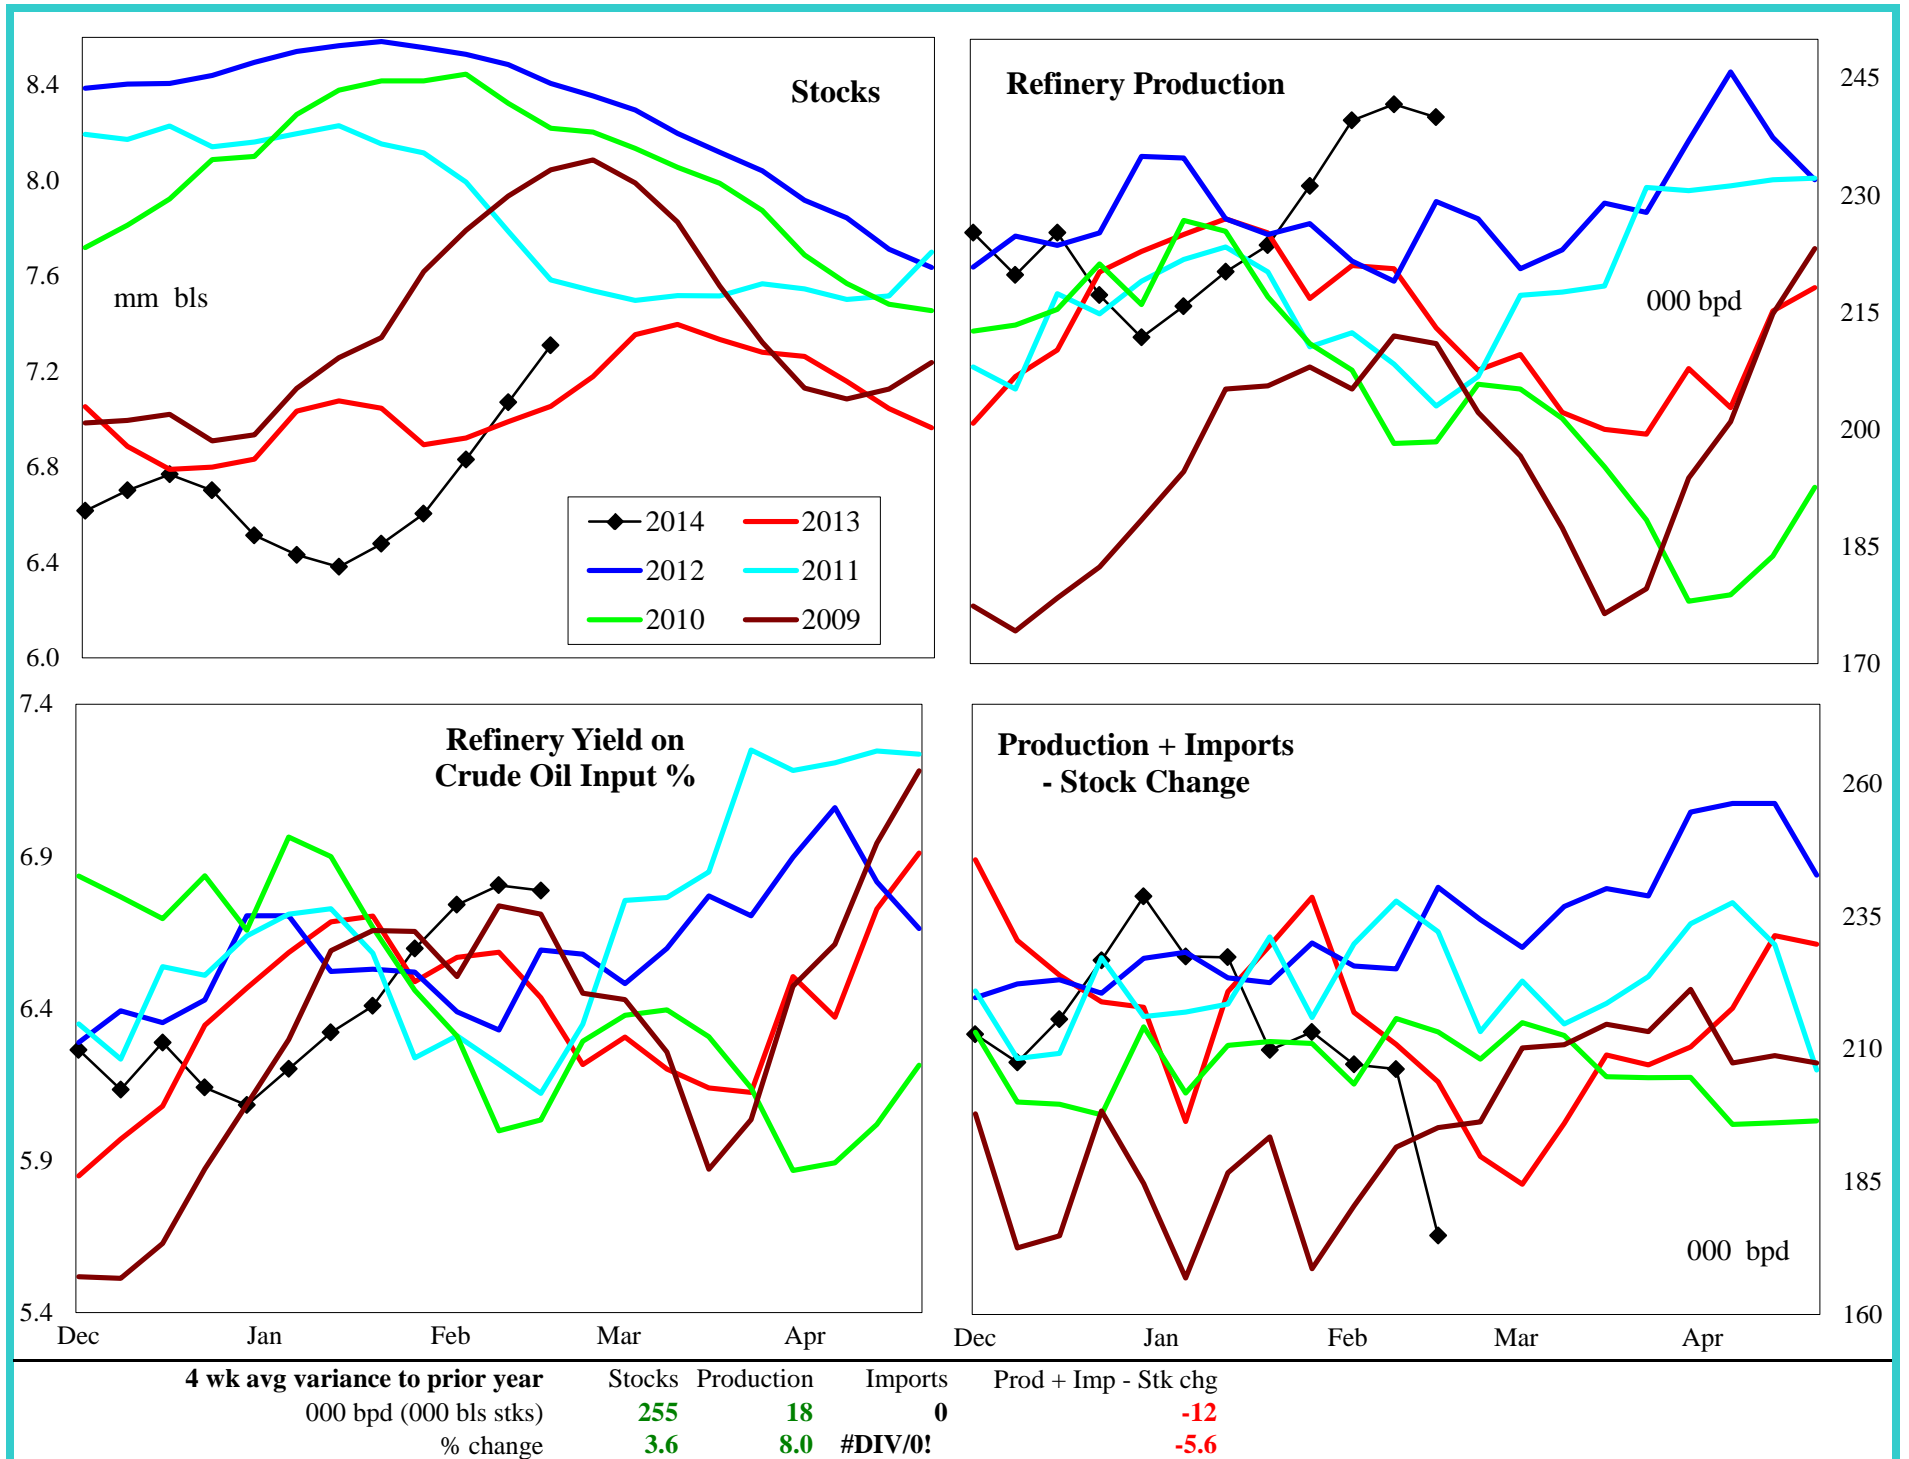 Stocks
8.4
8.0
7.6
7.2
6.8
6.4
6.0
mm bls
2014 2013
2012 2011
2010 2009
Refinery Production
245
230
215
200
185
170
000 bpd
Refinery Yield on
Crude Oil Input %
7.4
6.9
6.4
5.9
5.4
Dec Jan Feb Mar Apr
Production + Imports
- Stock Change
260
235
210
185
160
000 bpd
Dec Jan Feb Mar Apr
4 wk avg variance to prior year Stocks Production Imports Prod + Imp - Stk chg
000 bpd (000 bls stks) 255 18 0 -12
% change 3.6 8.0 #DIV/0! -5.6